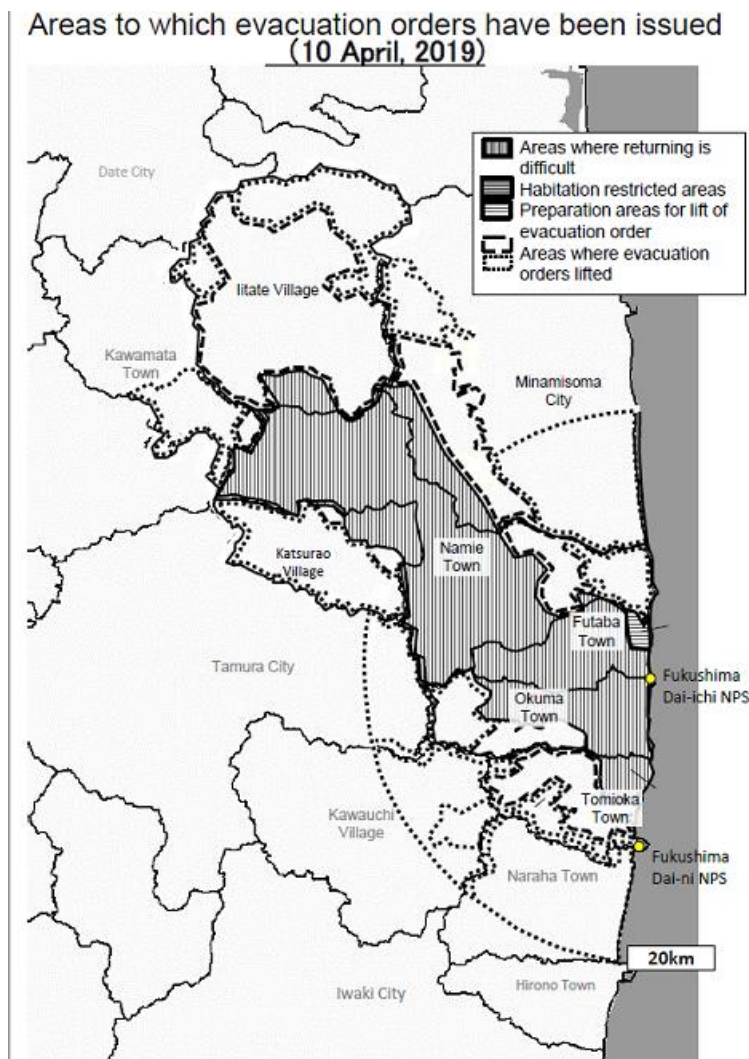 Areas to which evacuation orders have been issued
(10 April, 2019)
Areas where returning is
difficult
Habitation restricted areas
Preparation areas for lift of
evacuation order
Areas where evacuation
orders lifted
Date City
Iitate Village
Kawamata
Town
Minamisoma
City
Katsurao
Village
Namie
Town
Futaba
Town
Tamura City
Fukushima
Dai-ichi NPS
Okuma
Town
Tomioka
Town
Kawauchi
Village
Fukushima
Dai-ni NPS
Naraha Town
20km
Hirono Town
Iwaki City